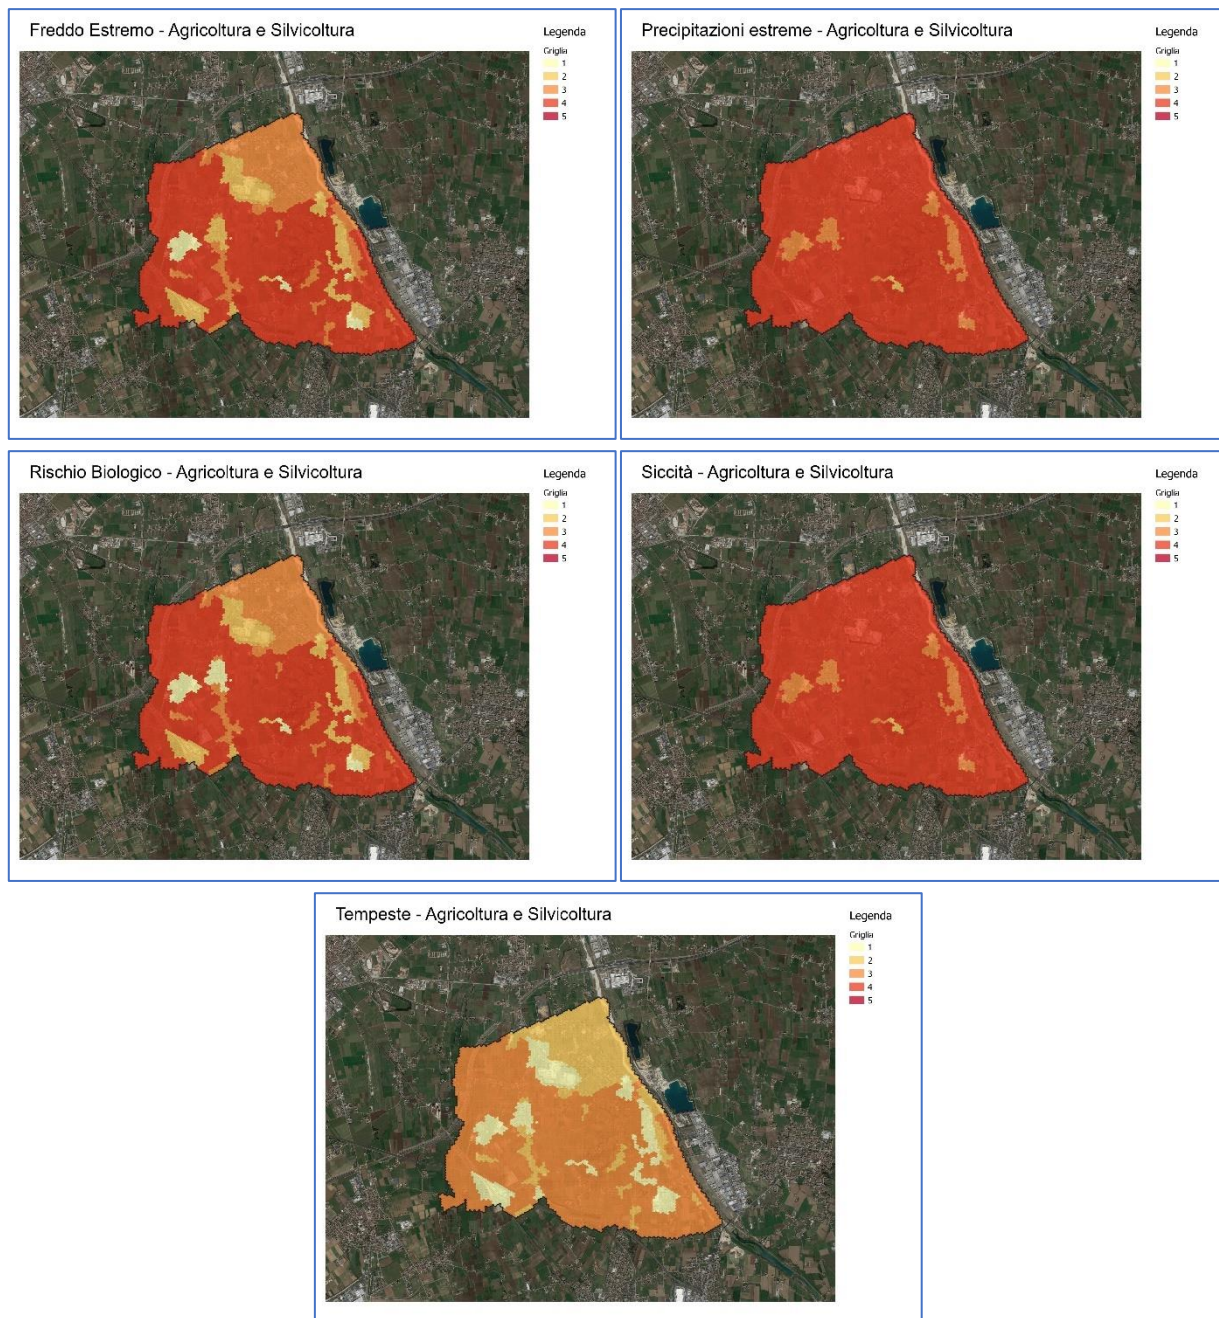 Freddo Estremo - Agricoltura e Silvicoltura
Legenda
Griglia
1
2
3
4
5
Precipitazioni estreme - Agricoltura e Silvicoltura
Legenda
Griglia
1
2
3
4
5
Rischio Biologico - Agricoltura e Silvicoltura
Legenda
Griglia
1
2
3
4
5
Siccità - Agricoltura e Silvicoltura
Legenda
Griglia
1
2
3
4
5
Tempeste - Agricoltura e Silvicoltura
Legenda
Griglia
1
2
3
4
5